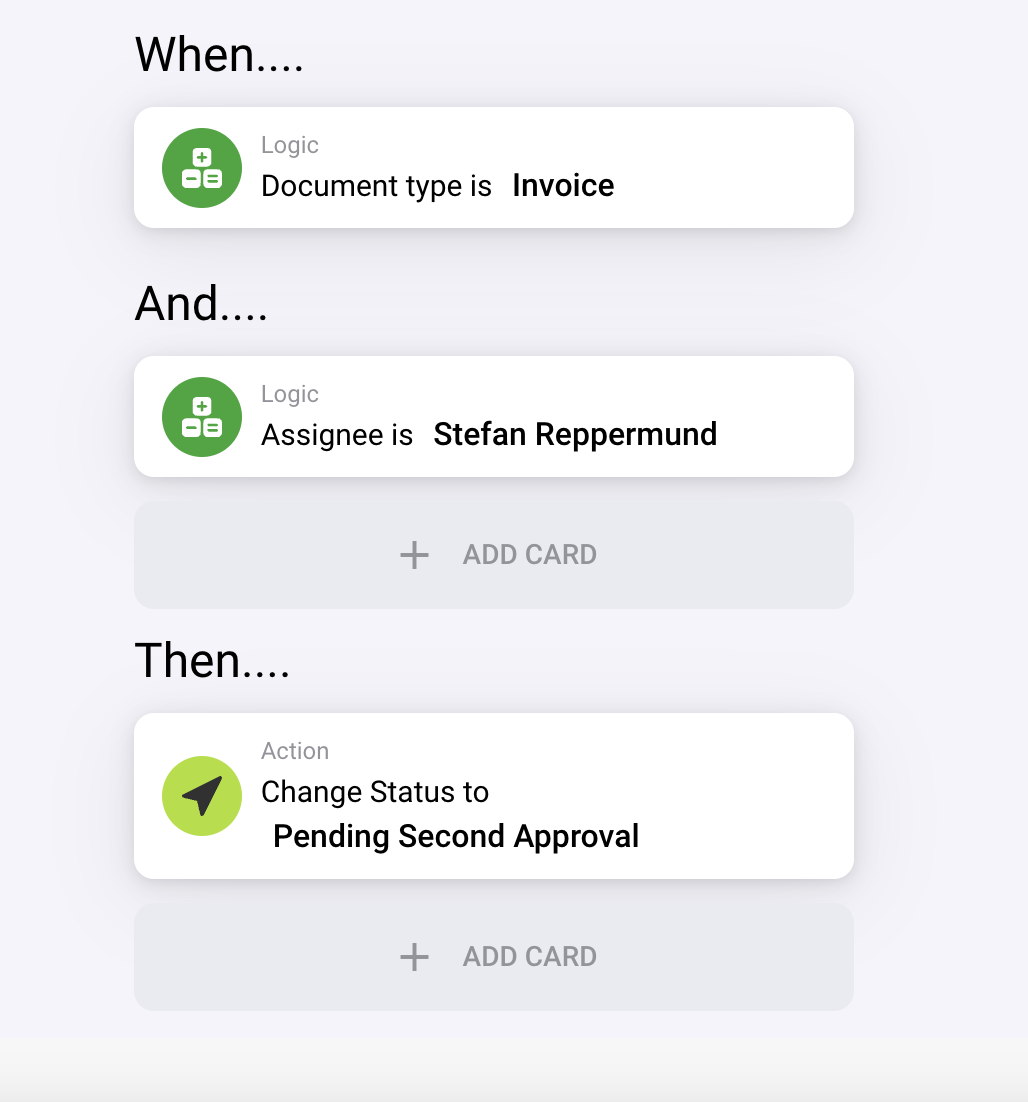 When....
Logic
Document type is Invoice
And....
Logic
Assignee is Stefan Reppermund
+ ADD CARD
Then....
Action
Change Status to
Pending Second Approval
+ ADD CARD